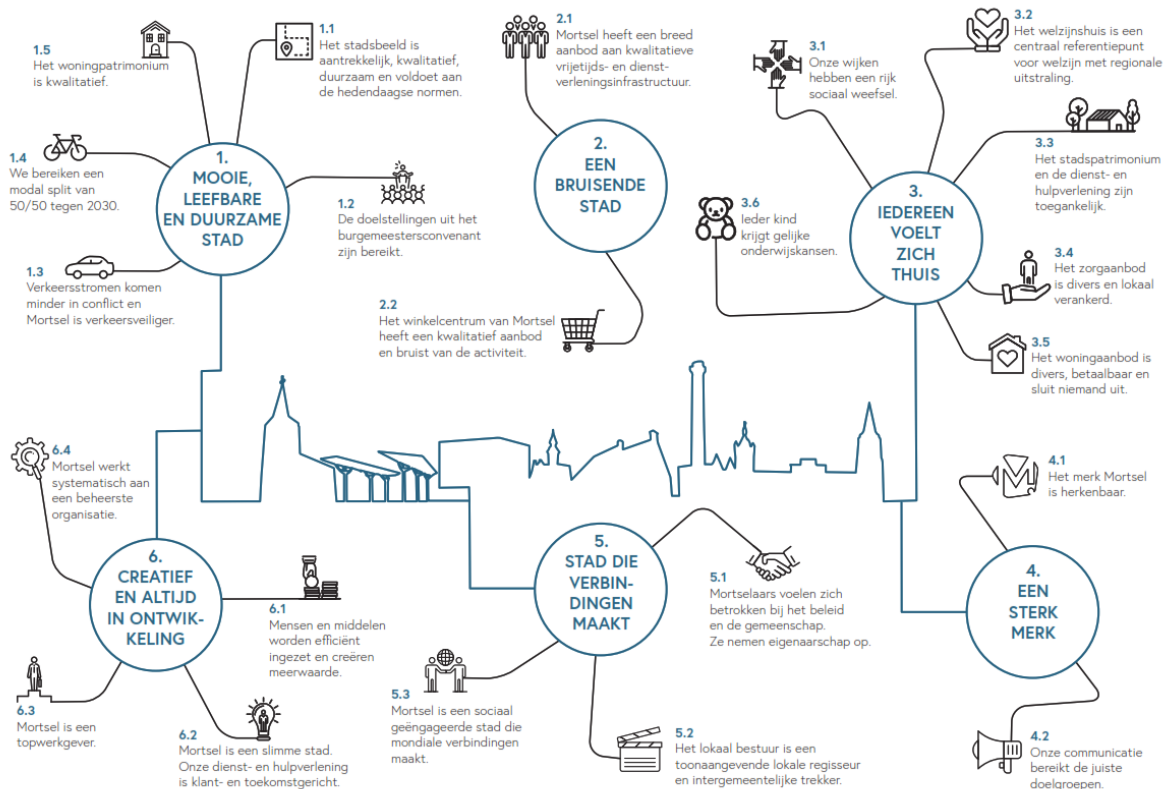 1.
MOOIE,
LEEFBARE
EN DUURZAME
STAD
1.1
Het stadsbeeld is
aantrekkelijk, kwalitatief,
duurzaam en voldoet aan
de hedendaagse normen.
1.2
De doelstellingen uit het
burgemeestersconvenant
zijn bereikt.
1.3
Verkeersstromen komen
minder in conflict en
Mortsel is verkeersveiliger.
1.4
We bereiken een
modal split van
50/50 tegen 2030.
1.5
Het woningpatrimonium
is kwalitatief.
2.
EEN
BRUISENDE
STAD
2.1
Mortsel heeft een breed
aanbod aan kwalitatieve
vrijetijds- en dienst-
verleningsinfrastructuur.
2.2
Het winkelcentrum van Mortsel
heeft een kwalitatief aanbod
en bruist van de activiteit.
3.
IEDEREEN
VOELT
ZICH
THUIS
3.1
Onze wijken
hebben een rijk
sociaal weefsel.
3.2
Het welzijnshuis is een
centraal referentiepunt
voor welzijn met regionale
uitstraling.
3.3
Het stadspatrimonium
en de dienst- en
hulpverlening zijn
toegankelijk.
3.4
Het zorgaanbod
is divers en lokaal
verankerd.
3.5
Het woningaanbod is
divers, betaalbaar en
sluit niemand uit.
3.6
Ieder kind
krijgt gelijke
onderwijskansen.
4.
EEN
STERK
MERK
4.1
Het merk Mortsel
is herkenbaar.
4.2
Onze communicatie
bereikt de juiste
doelgroepen.
5.
STAD DIE
VERBIN-
DINGEN
MAAKT
5.1
Mortselaars voelen zich
betrokken bij het beleid
en de gemeenschap.
Ze nemen eigenaarschap op.
5.2
Het lokaal bestuur is een
toonaangevende lokale regisseur
en intergemeentelijke trekker.
5.3
Mortsel is een sociaal
geëngageerde stad die
mondiale verbindingen
maakt.
6.
CREATIEF
EN ALTIJD
IN ONTWIK-
KELING
6.1
Mensen en middelen
worden efficiënt
ingezet en creëren
meerwaarde.
6.2
Mortsel is een slimme stad.
Onze dienst- en hulpverlening
is klant- en toekomstgericht.
6.3
Mortsel is een
topwerkgever.
6.4
Mortsel werkt
systematisch aan
een beheerste
organisatie.